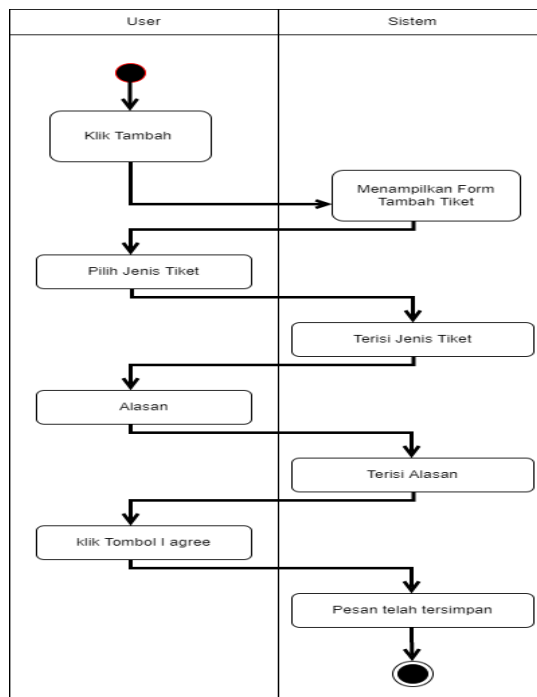 User
Sistem
Klik Tambah
Menampilkan Form
Tambah Tiket
Pilih Jenis Tiket
Terisi Jenis Tiket
Alasan
Terisi Alasan
klik Tombol I agree
Pesan telah tersimpan